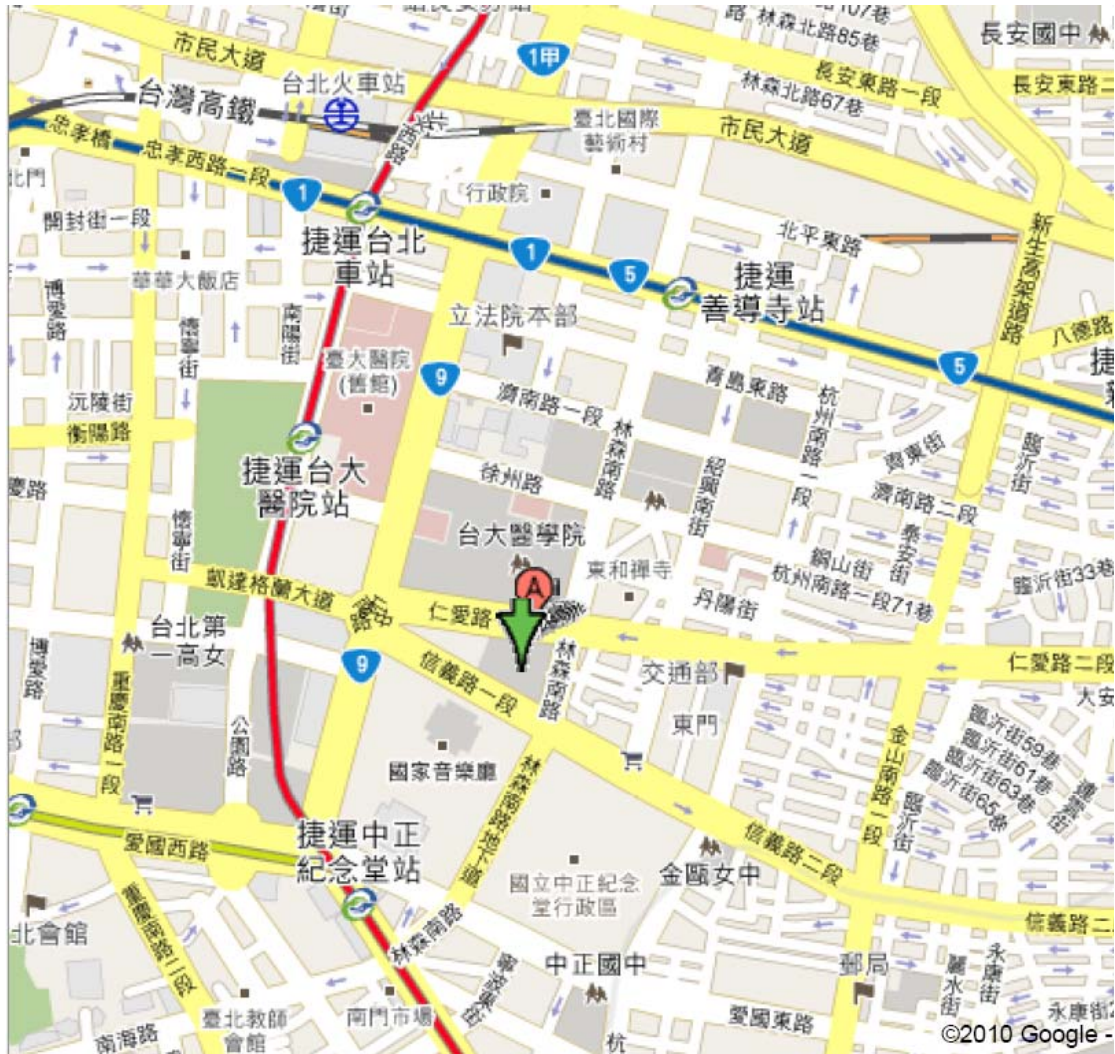 林森北路107巷
林森北路85巷
長安國中
市民大道
1甲
長安東路一段
長安東路二
台北火車站
林森北路67巷
台灣高鐵
臺北國際
藝術村
市民大道
忠孝橋
忠孝西路二段
北門
行政院
1
開封街一段
捷運台北
車站
1
5
北平東路
新生高架道路
捷運
善導寺站
華華大飯店
博愛路
懷寧街
南陽街
立法院本部
八德路
臺大醫院
(舊館)
9
5
青島東路
濟南路一段
杭州南路一段
沅陵街
衡陽路
林森南路
齊東街
臨沂街
捷運台大
醫院站
徐州路
紹興南街
濟南路二段
慶路
懷寧街
台大醫學院
泰安街
銅山街
臨沂街33巷
東和禪寺
杭州南路一段71巷
凱達格蘭大道
A
仁愛路
丹陽街
台北第
一高女
9
信義路一段
林森南路
交通部
仁愛路二段
博愛路
重慶南路一段
公園路
東門
大安
國家音樂廳
金山南路一段
臨沂街59巷
臨沂街61巷
臨沂街63巷
臨沂街65巷
連雲街
林森南路地下道
臨沂街
捷運中正
紀念堂站
愛國西路
信義路二段
國立中正紀念
堂行政區
金甌女中
重慶南路二段
北會館
林森南路
信義路二
寧波東街
中正國中
郵局
麗水街
永康街
臺北教師
會館
南門市場
南海路
杭
愛國東路
永康街2
©2010 Google -